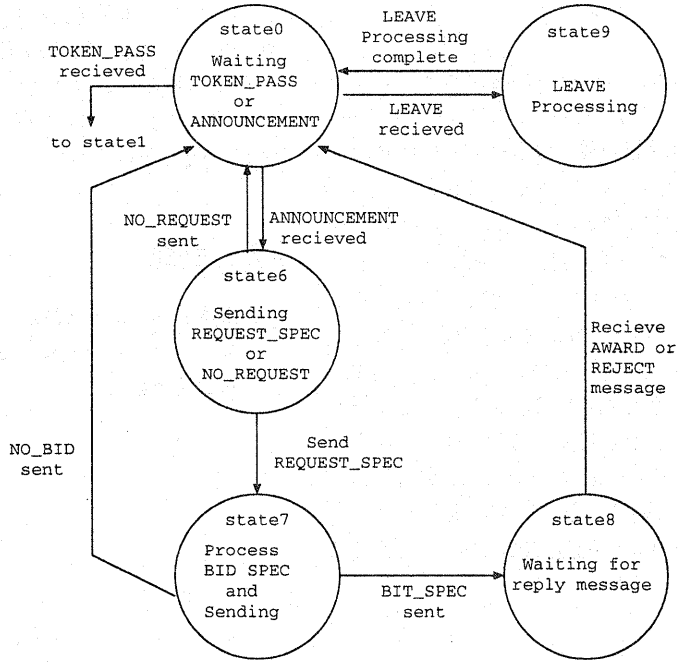 state0
Waiting
TOKEN_PASS
or
ANNOUNCEMENT
TOKEN_PASS
recieved
to state1
LEAVE
Processing
complete
LEAVE
recieved
state9
LEAVE
Processing
NO_REQUEST
sent
ANNOUNCEMENT
recieved
state6
Sending
REQUEST_SPEC
or
NO_REQUEST
Recieve
AWARD or
REJECT
message
NO_BID
sent
Send
REQUEST_SPEC
state7
Process
BID SPEC
and
Sending
BIT_SPEC
sent
state8
Waiting for
reply message